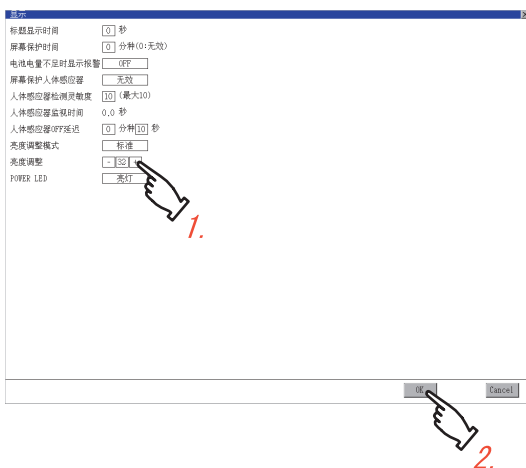 显示
标题显示时间 0 秒
屏幕保护时间 0 分种(0:无效)
电池电量不足时显示报警 OFF
屏幕保护人体感应器 无效
人体感应器检测灵敏度 10 (最大10)
人体感应器监视时间 0.0 秒
人体感应器OFF延迟 0 分种 10 秒
亮度调整模式 标准
亮度调整 - 32 +
POWER LED 亮灯
1.
OK Cancel
2.